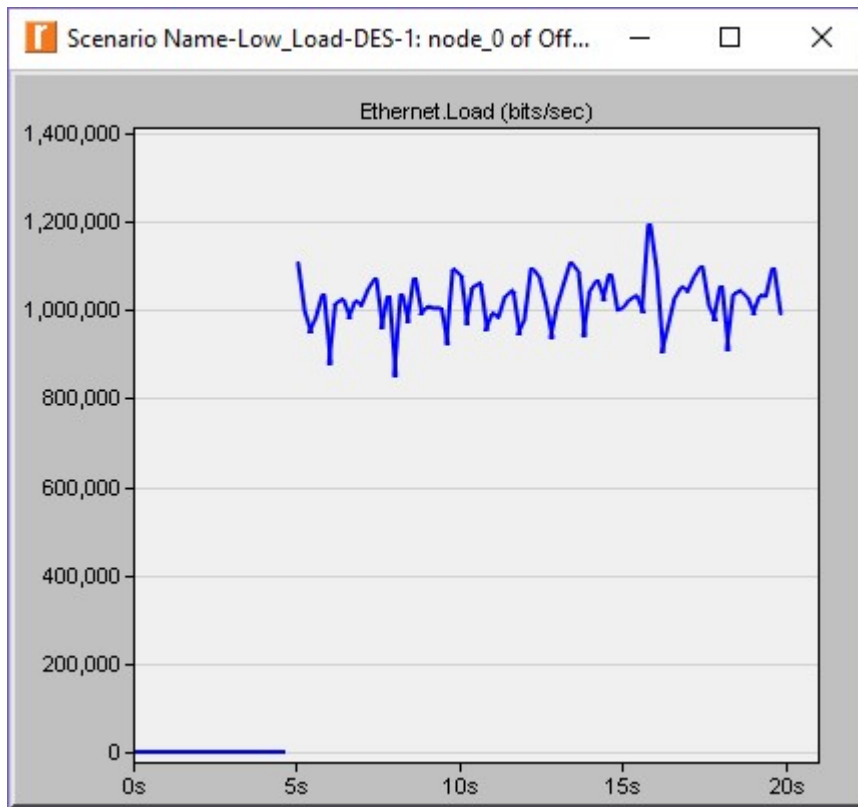 Scenario Name-Low_Load-DES-1: node_0 of Off...
Ethernet.Load (bits/sec)
1,400,000
1,200,000
1,000,000
800,000
600,000
400,000
200,000
0
0s 5s 10s 15s 20s